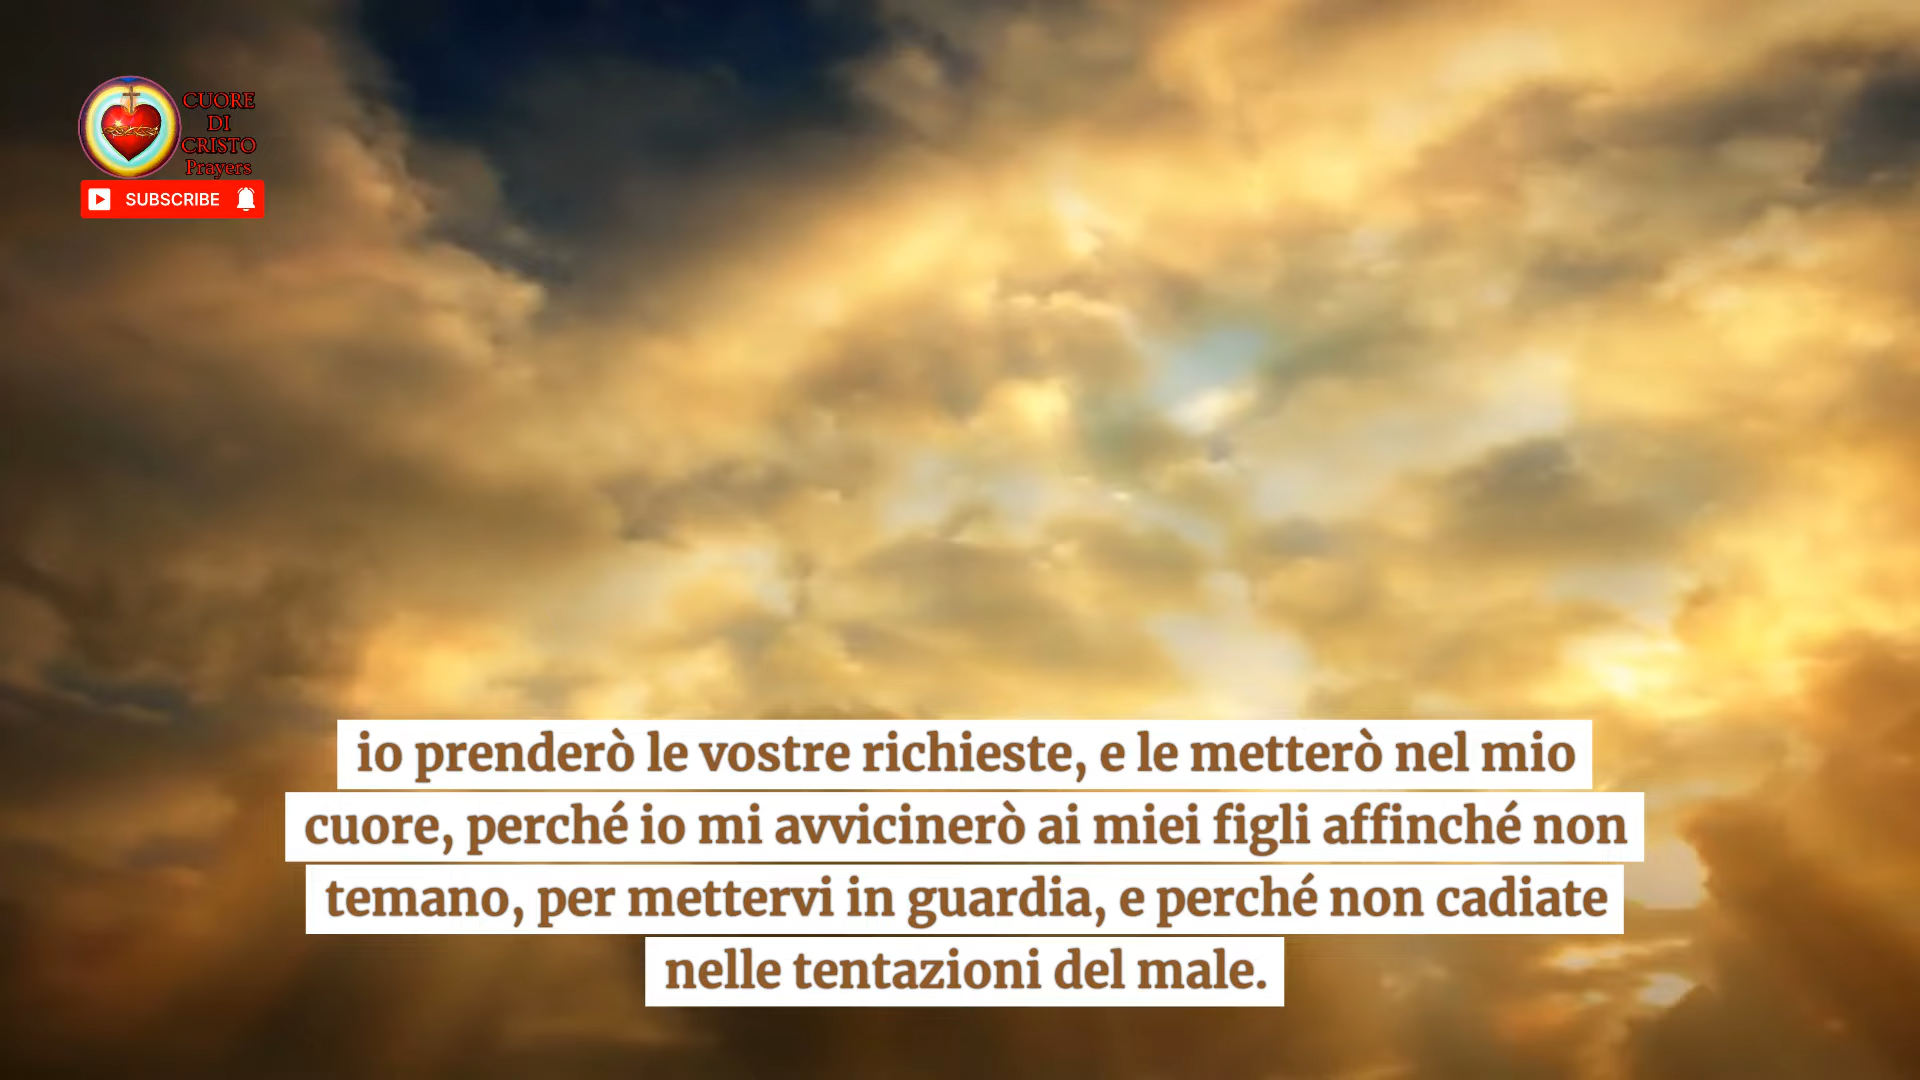 CUORE
DI
CRISTO
Prayers
SUBSCRIBE
io prenderò le vostre richieste, e le metterò nel mio
cuore, perché io mi avvicinerò ai miei figli affinché non
temano, per mettervi in guardia, e perché non cadiate
nelle tentazioni del male.